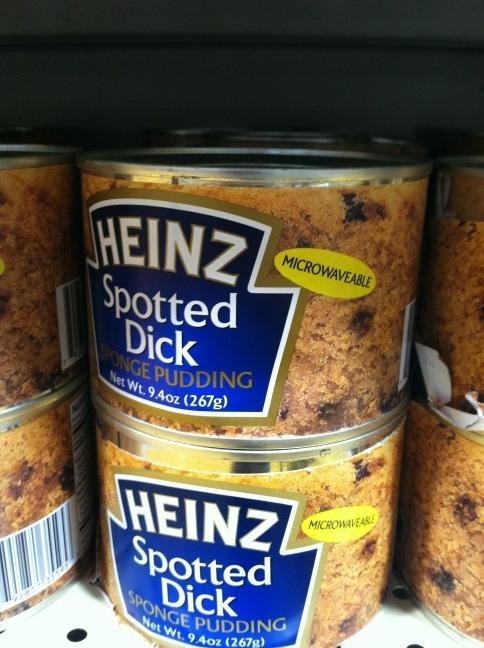 HEINZ
Spotted
Dick
SPONGE PUDDING
Net Wt. 9.4oz (267g)
MICROWAVEABLE
HEINZ
Spotted
Dick
SPONGE PUDDING
Net Wt. 9.4oz (267g)
MICROWAVEABLE